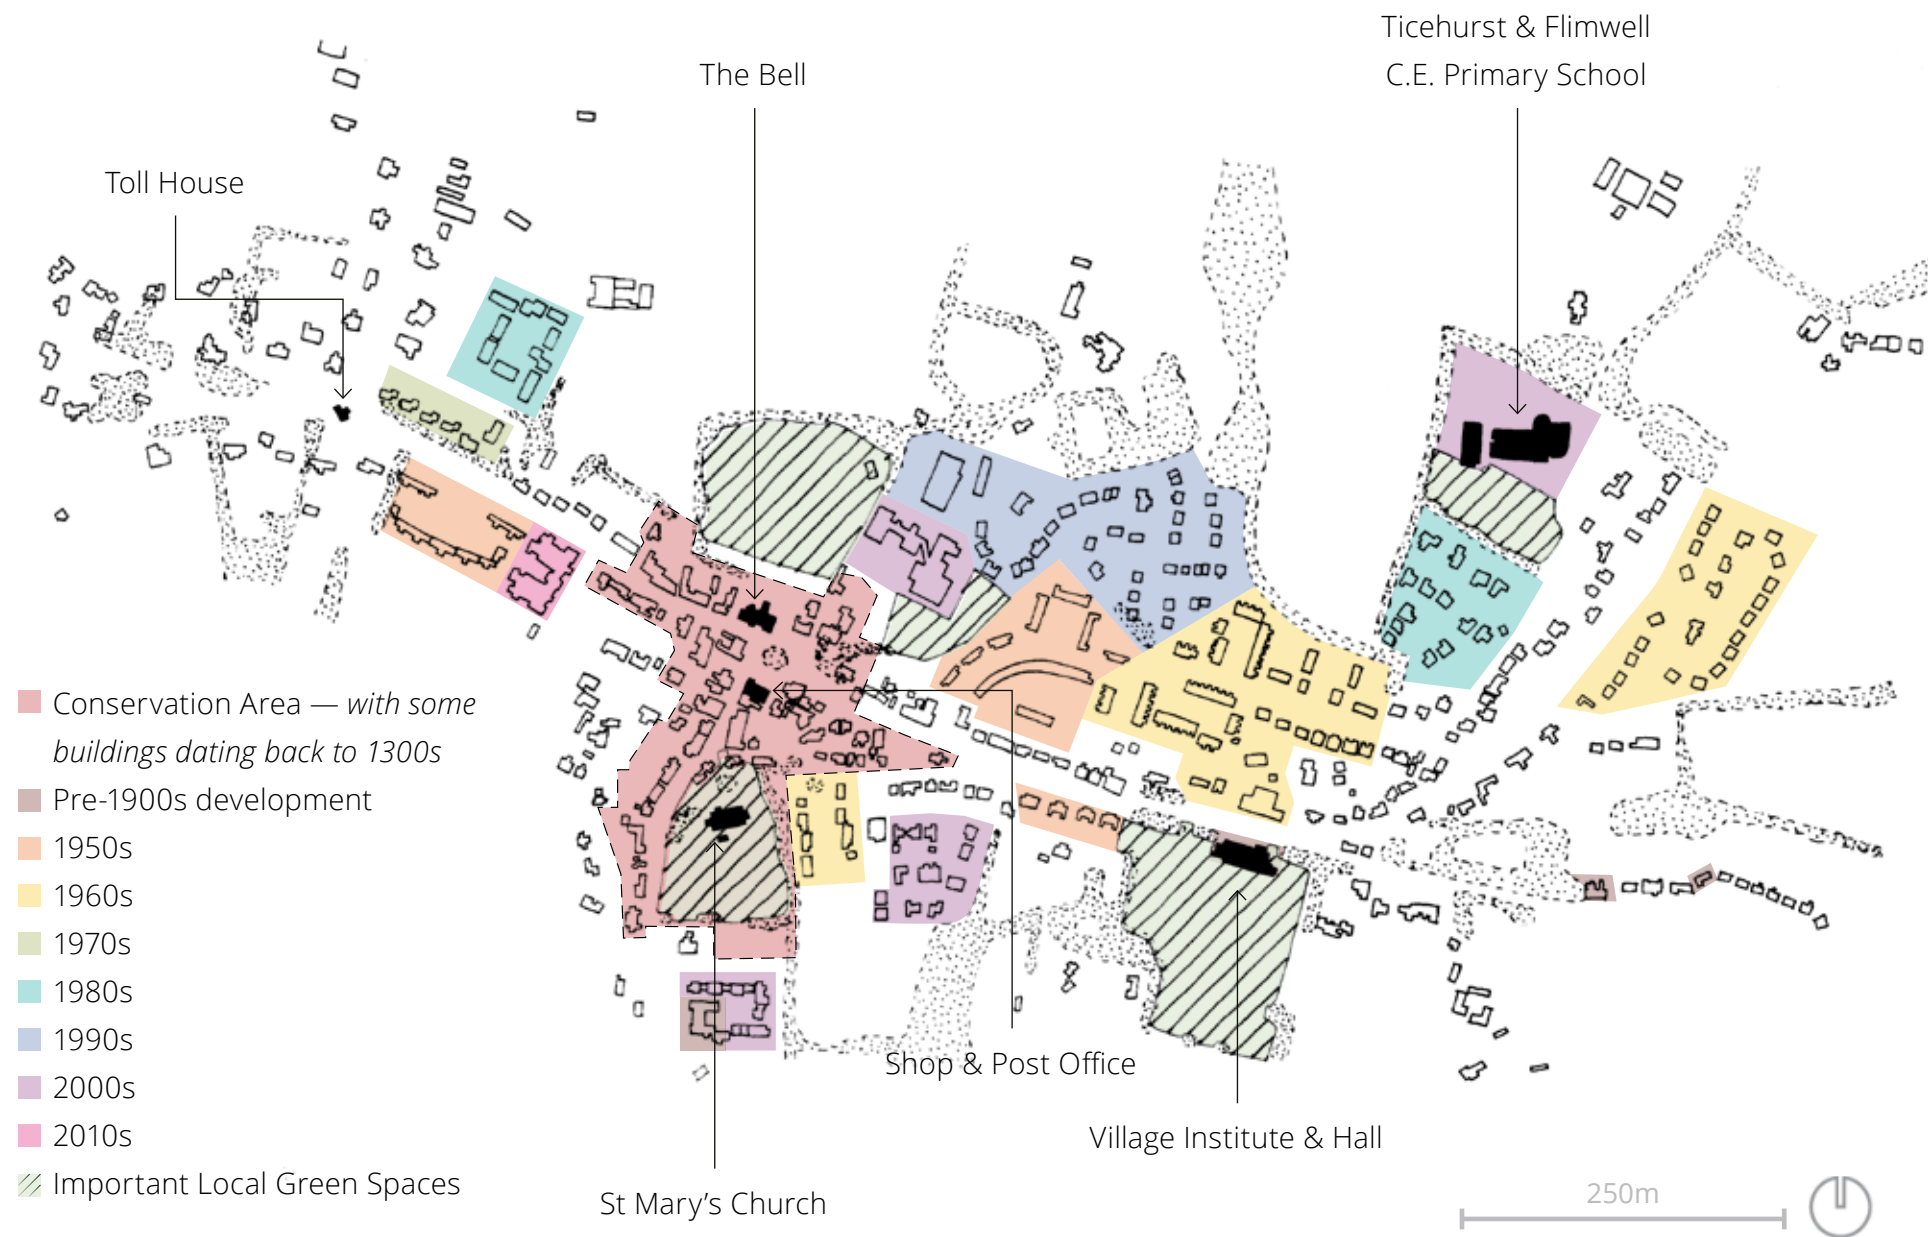 Ticehurst & Flimwell
C.E. Primary School
The Bell
Toll House
Conservation Area — with some
buildings dating back to 1300s
Pre-1900s development
1950s
1960s
1970s
1980s
1990s
2000s
2010s
Important Local Green Spaces
Shop & Post Office
Village Institute & Hall
St Mary’s Church
250m